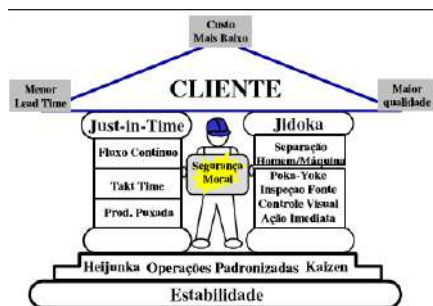 Custo
Mais Baixo
Menor
Lead Time
CLIENTE
Maior
qualidade
Just-in-Time
Jidoka
Fluxo Contínuo
Takt Time
Prod. Puxada
Segurança
Moral
Separação
Homem/Máquina
Poka-Yoke
Inspeçao Fonte
Controle Visual
Ação Imediata
Heijunka Operações Padronizadas Kaizen
Estabilidade